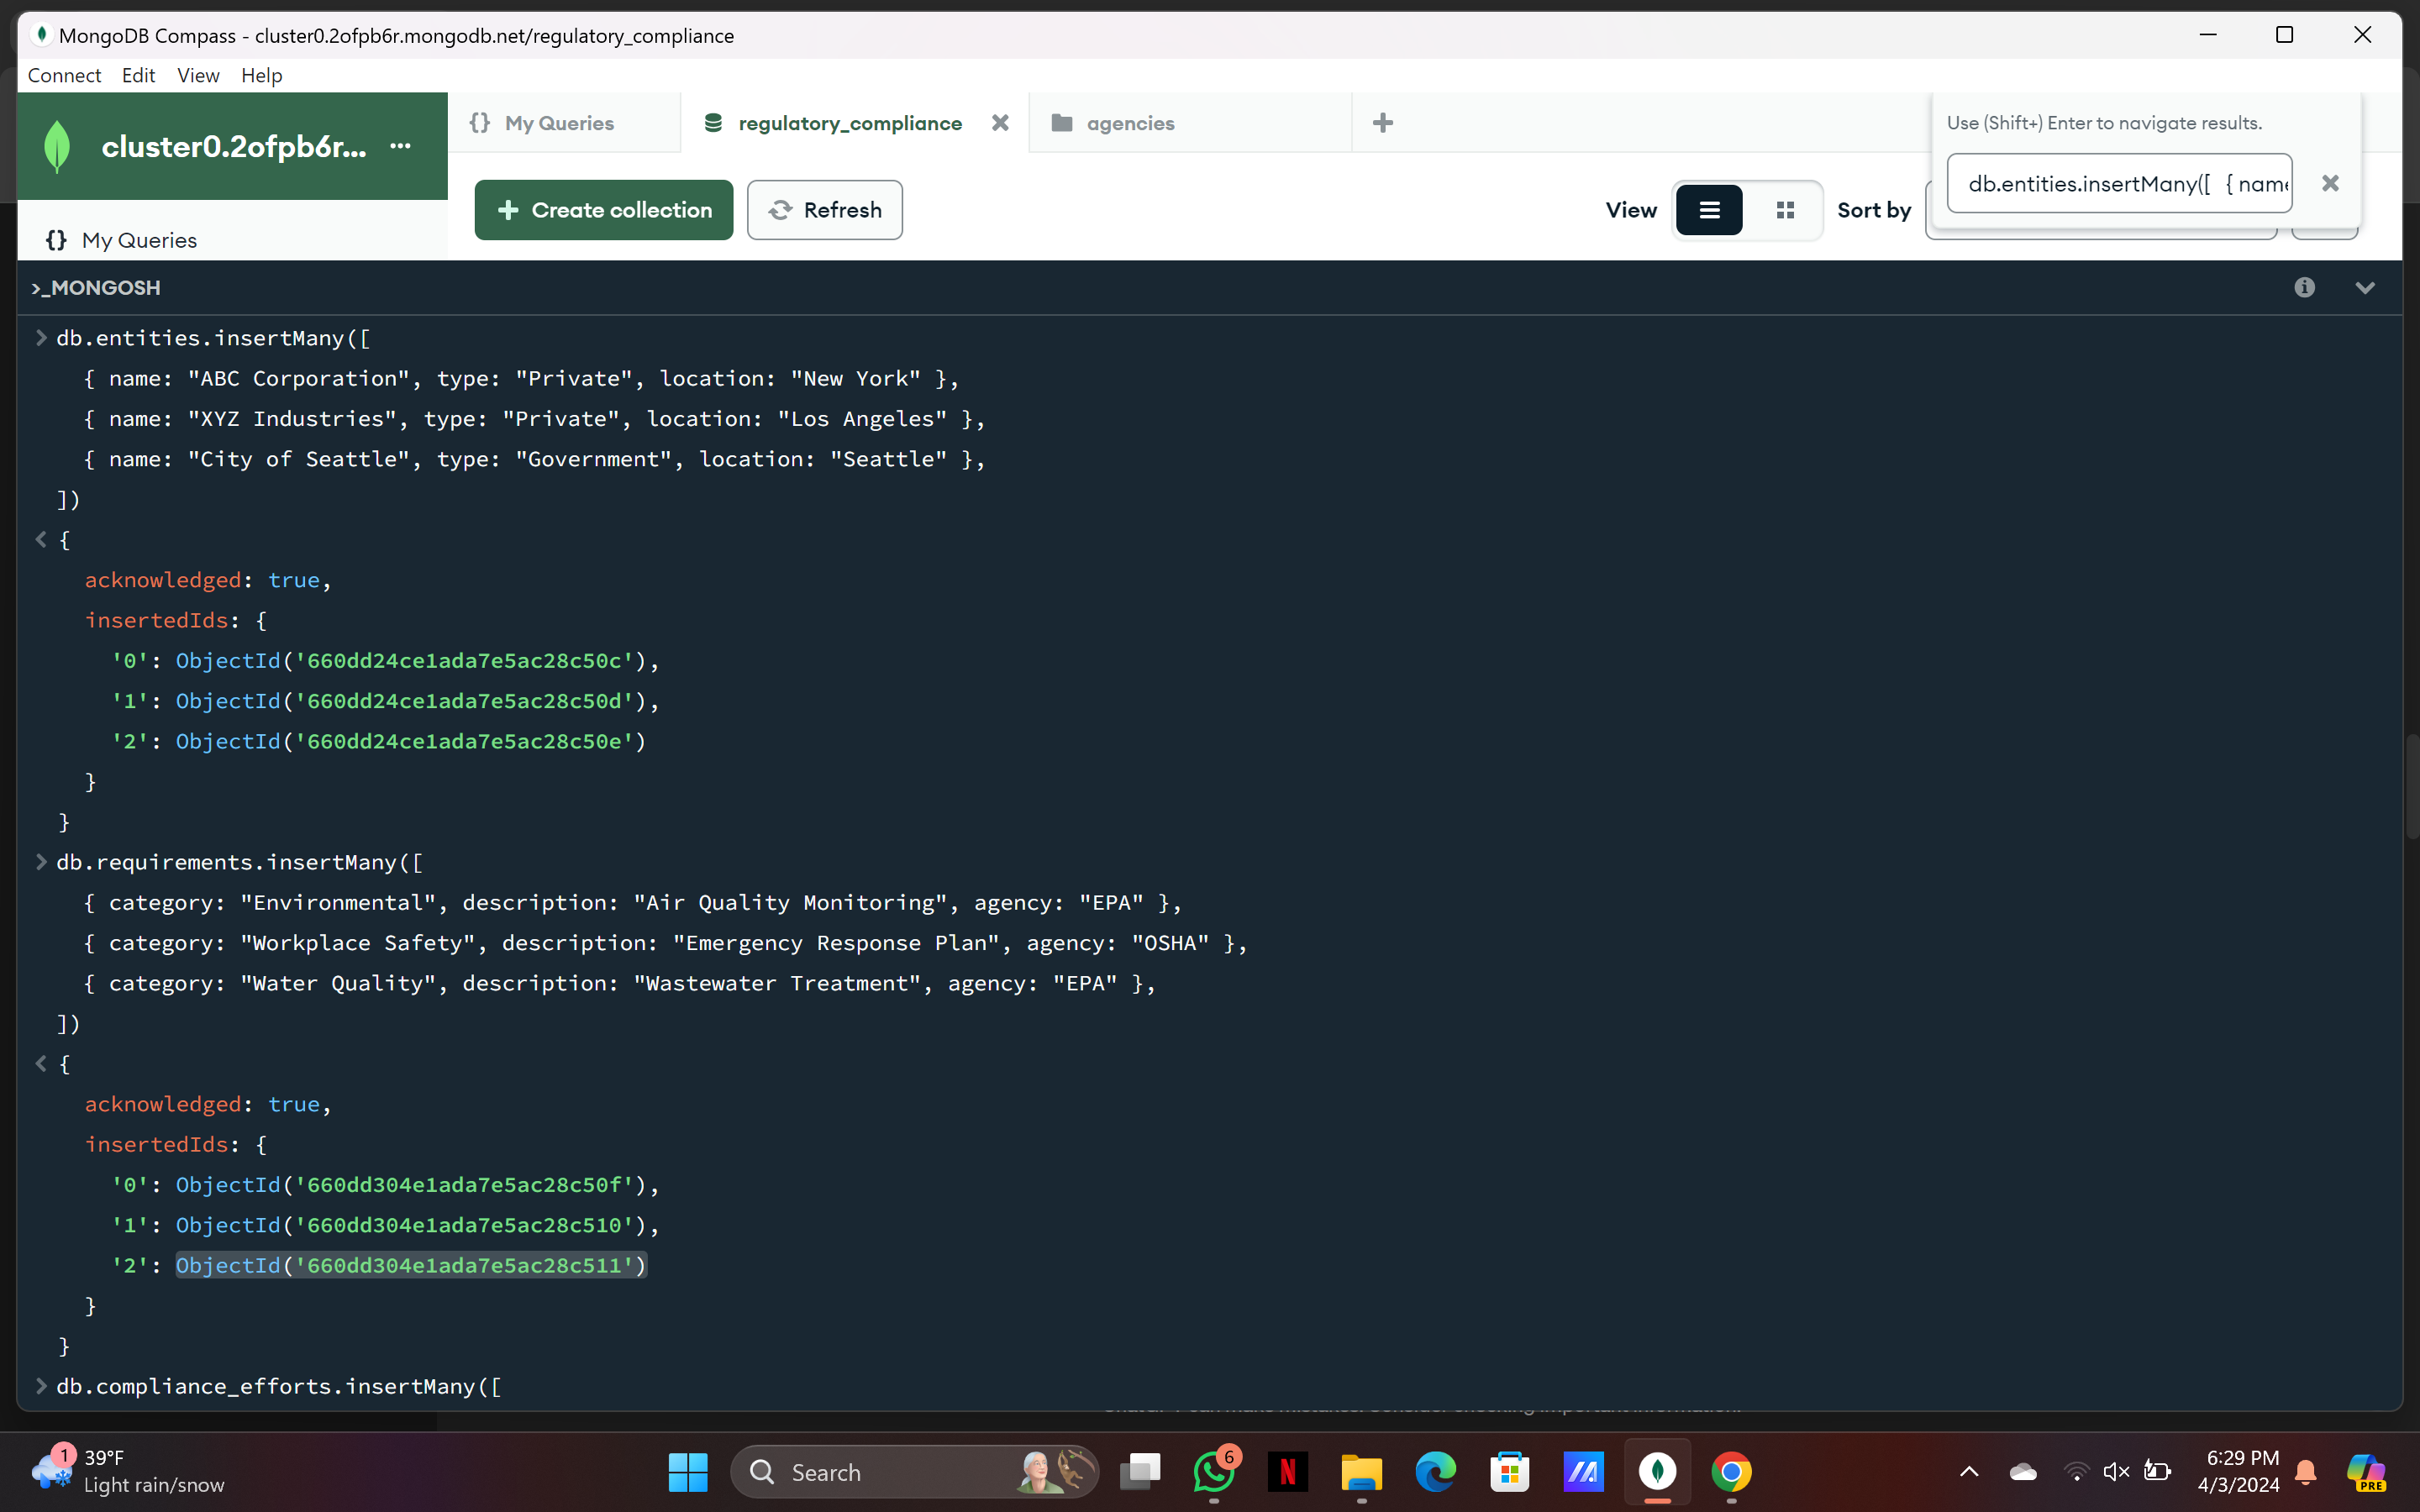 MongoDB Compass - cluster0.2ofpb6r.mongodb.net/regulatory_compliance
Connect Edit View Help
cluster0.2ofpb6r... ...
{} My Queries
regulatory_compliance
agencies
Use (Shift+) Enter to navigate results.
db.entities.insertMany([ { name
Create collection
Refresh
View
Sort by
{} My Queries
>_MONGOSH
> db.entities.insertMany([
{ name: "ABC Corporation", type: "Private", location: "New York" },
{ name: "XYZ Industries", type: "Private", location: "Los Angeles" },
{ name: "City of Seattle", type: "Government", location: "Seattle" },
])
< {
acknowledged: true,
insertedIds: {
'0': ObjectId('660dd24ce1ada7e5ac28c50c'),
'1': ObjectId('660dd24ce1ada7e5ac28c50d'),
'2': ObjectId('660dd24ce1ada7e5ac28c50e')
}
}
> db.requirements.insertMany([
{ category: "Environmental", description: "Air Quality Monitoring", agency: "EPA" },
{ category: "Workplace Safety", description: "Emergency Response Plan", agency: "OSHA" },
{ category: "Water Quality", description: "Wastewater Treatment", agency: "EPA" },
])
< {
acknowledged: true,
insertedIds: {
'0': ObjectId('660dd304e1ada7e5ac28c50f'),
'1': ObjectId('660dd304e1ada7e5ac28c510'),
'2': ObjectId('660dd304e1ada7e5ac28c511')
}
}
> db.compliance_efforts.insertMany([
1
39°F
Light rain/snow
Search
6
N
6:29 PM
4/3/2024
PRE